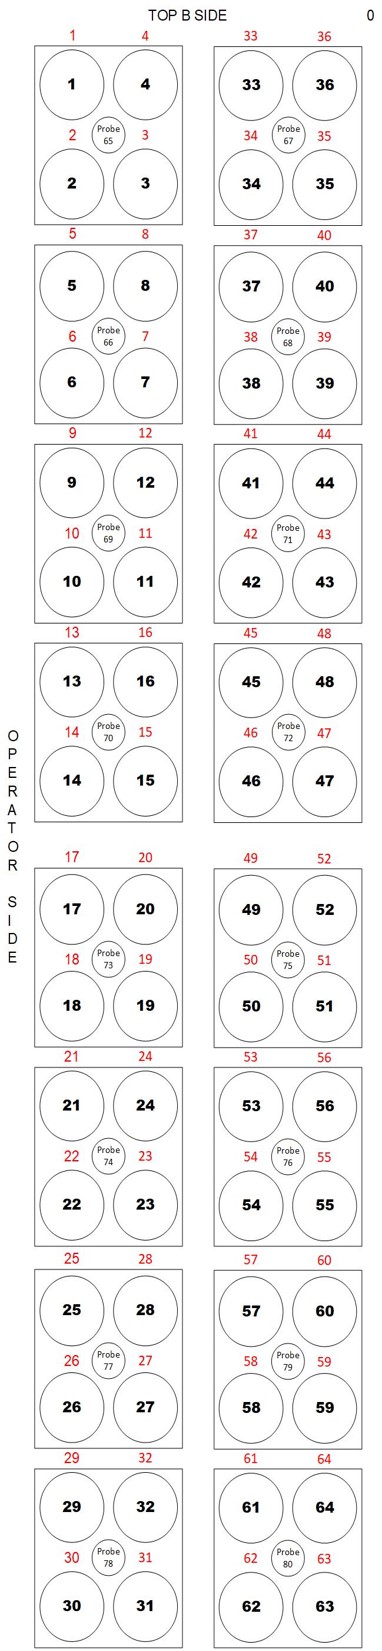 TOP B SIDE 0
1 4 33 36
1 4 33 36
2 Probe 65 3 34 Probe 67 35
2 3 34 35
5 8 37 40
5 8 37 40
6 Probe 66 7 38 Probe 68 39
6 7 38 39
9 12 41 44
9 12 41 44
10 Probe 69 11 42 Probe 71 43
10 11 42 43
13 16 45 48
13 16 45 48
14 Probe 70 15 46 Probe 72 47
14 15 46 47
OPERATOR SIDE
17 20 49 52
17 20 49 52
18 Probe 73 19 50 Probe 75 51
18 19 50 51
21 24 53 56
21 24 53 56
22 Probe 74 23 54 Probe 76 55
22 23 54 55
25 28 57 60
25 28 57 60
26 Probe 77 27 58 Probe 79 59
26 27 58 59
29 32 61 64
29 32 61 64
30 Probe 78 31 62 Probe 80 63
30 31 62 63